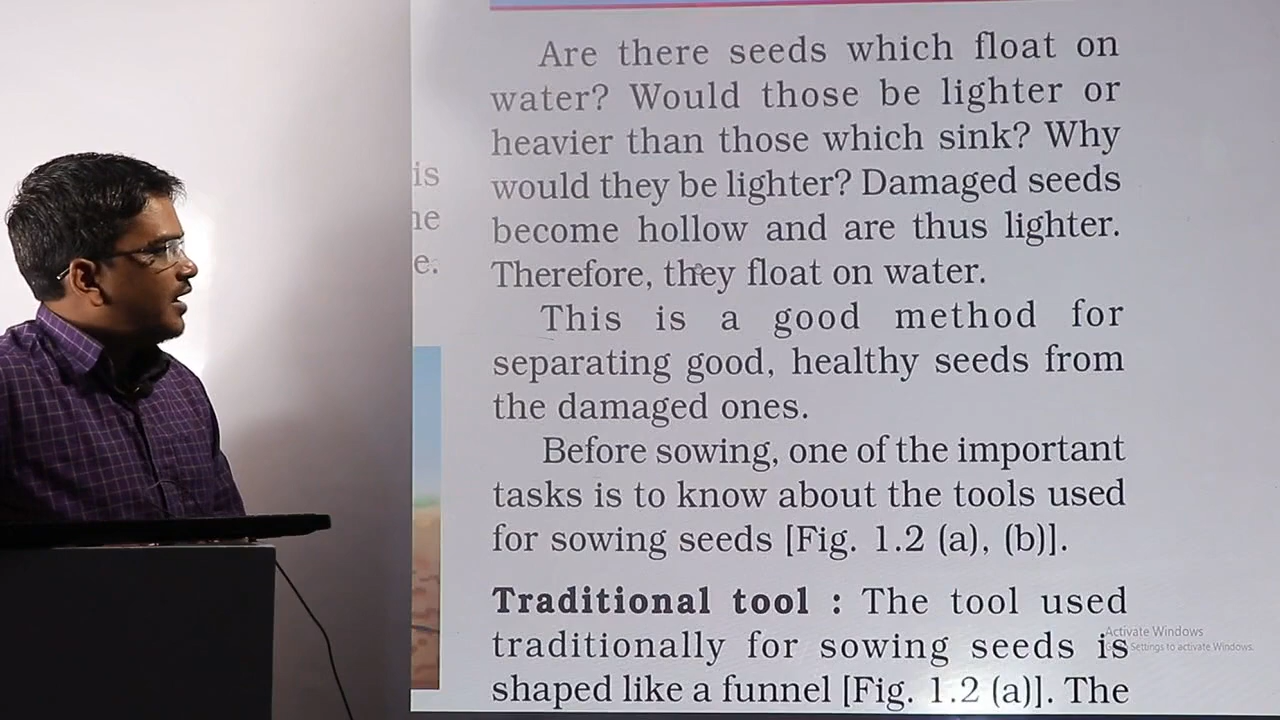 is
ne
e.
Are there seeds which float on
water? Would those be lighter or
heavier than those which sink? Why
would they be lighter? Damaged seeds
become hollow and are thus lighter.
Therefore, they float on water.
This is a good method for
separating good, healthy seeds from
the damaged ones.
Before sowing, one of the important
tasks is to know about the tools used
for sowing seeds [Fig. 1.2 (a), (b)].
Traditional tool : The tool used
traditionally for sowing seeds is
shaped like a funnel [Fig. 1.2 (a)]. The
Activate Windows
Settings to activate Windows.